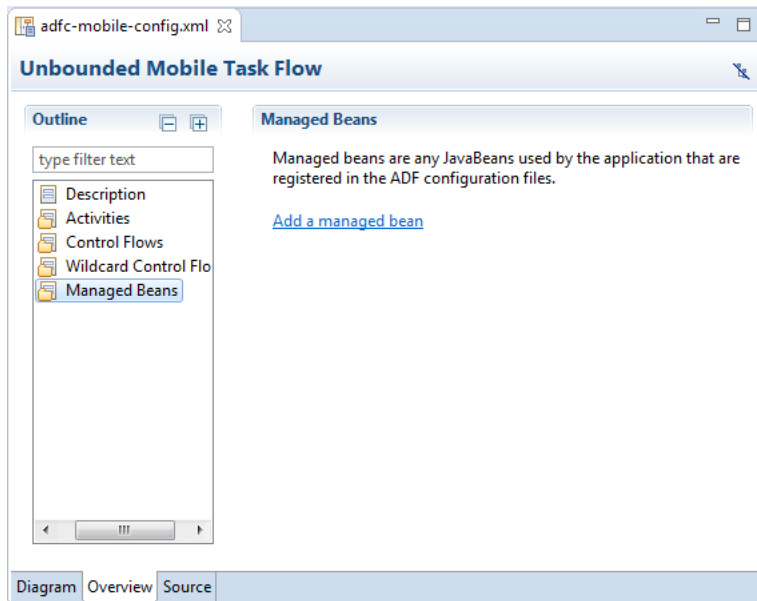 adfc-mobile-config.xml
Unbounded Mobile Task Flow
Outline
type filter text
Description
Activities
Control Flows
Wildcard Control Flo
Managed Beans
Managed Beans
Managed beans are any JavaBeans used by the application that are
registered in the ADF configuration files.
Add a managed bean
Diagram Overview Source